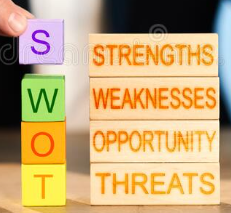 S STRENGTHS
W WEAKNESSES
O OPPORTUNITY
T THREATS